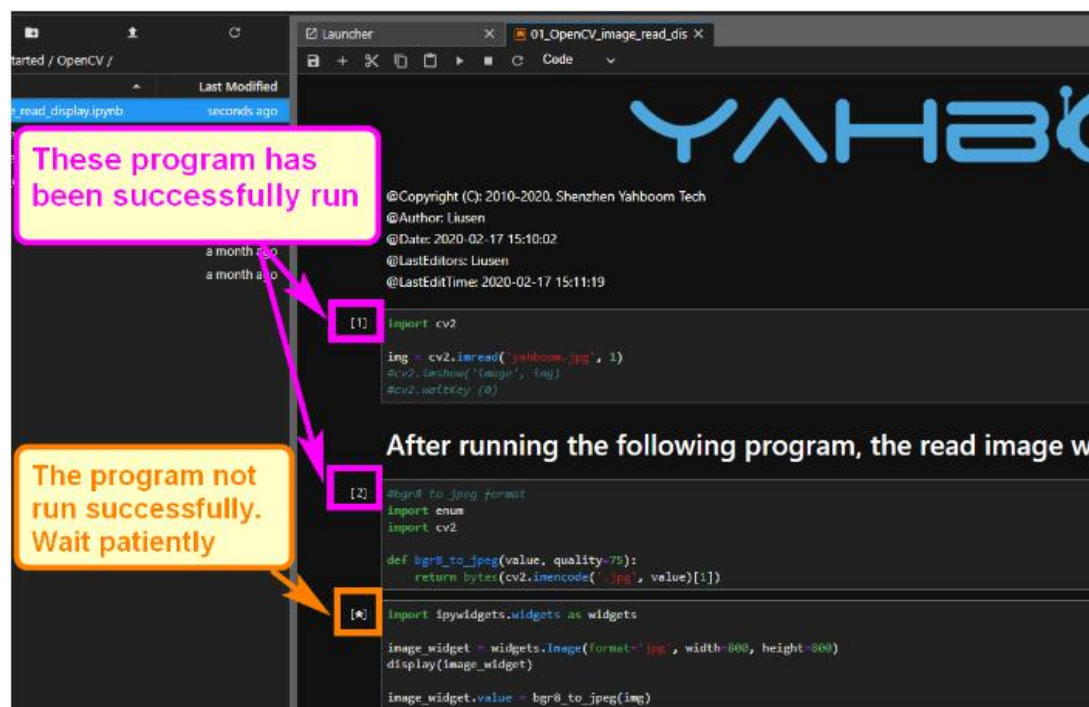 Launcher
01_OpenCV_image_read_dis
tarted / OpenCV /
Code
Last Modified
e_read_display.ipynb
seconds ago
These program has
been successfully run
a month ago
a month ago
YAHBO
@Copyright (C): 2010-2020. Shenzhen Yahboom Tech
@Author: Liusen
@Date: 2020-02-17 15:10:02
@LastEditors: Liusen
@LastEditTime: 2020-02-17 15:11:19
[1]
import cv2
img = cv2.imread('yahboom.jpg', 1)
#cv2.imshow('image', img)
#cv2.waitKey (0)
After running the following program, the read image w
The program not
run successfully.
Wait patiently
[2]
#bgr8 to jpeg format
import enum
import cv2
def bgr8_to_jpeg(value, quality=75):
return bytes(cv2.imencode('.jpg', value)[1])
[*]
import ipywidgets.widgets as widgets
image_widget = widgets.Image(format='jpg', width=800, height=800)
display(image_widget)
image_widget.value = bgr8_to_jpeg(img)